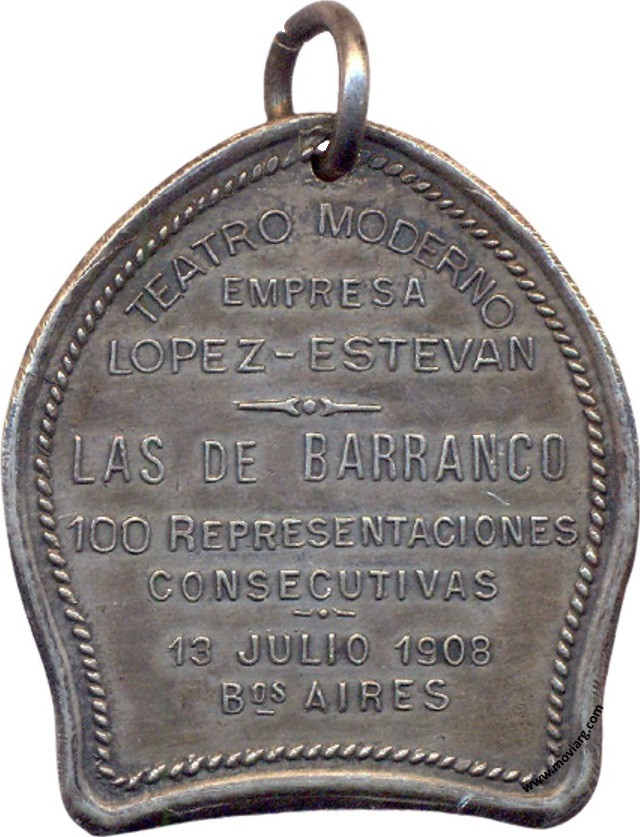 TEATRO MODERNO
EMPRESA
LOPEZ-ESTEVAN
LAS DE BARRANCO
100 REPRESENTACIONES
CONSECUTIVAS
13 JULIO 1908
Bos AIRES
www.moviarg.com